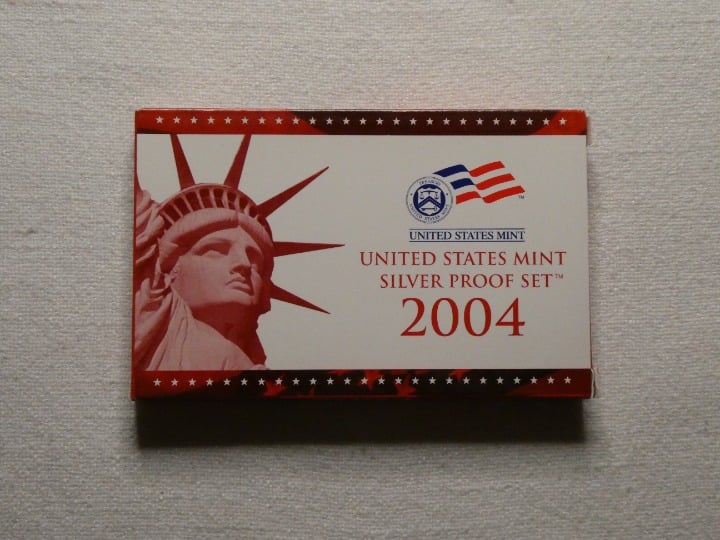 UNITED STATES MINT
UNITED STATES MINT
SILVER PROOF SET™
2004